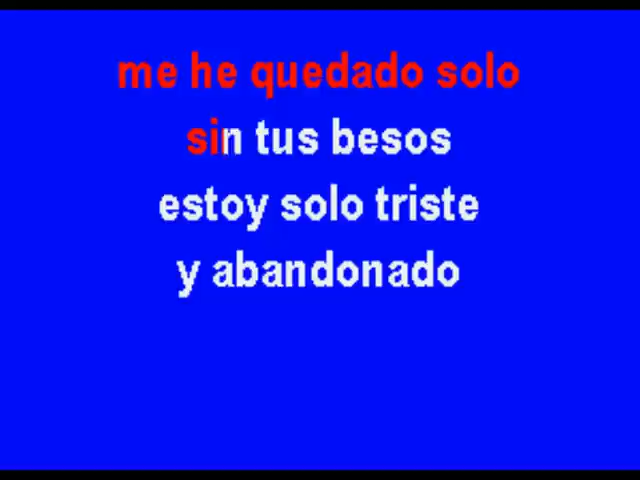 me he quedado solo
sin tus besos
estoy solo triste
y abandonado